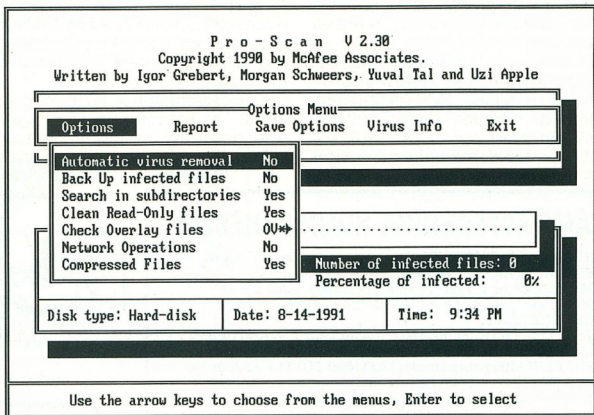 Pro-Scan V 2.30
Copyright 1990 by McAfee Associates.
Written by Igor Grebert, Morgan Schweers, Yuval Tal and Uzi Apple
Options Menu
Options Report Save Options Virus Info Exit
Automatic virus removal No
Back Up infected files No
Search in subdirectories Yes
Clean Read-Only files Yes
Check Overlay files OV*
Network Operations No
Compressed Files Yes
Number of infected files: 0
Percentage of infected: 0%
Disk type: Hard-disk Date: 8-14-1991 Time: 9:34 PM
Use the arrow keys to choose from the menus, Enter to select